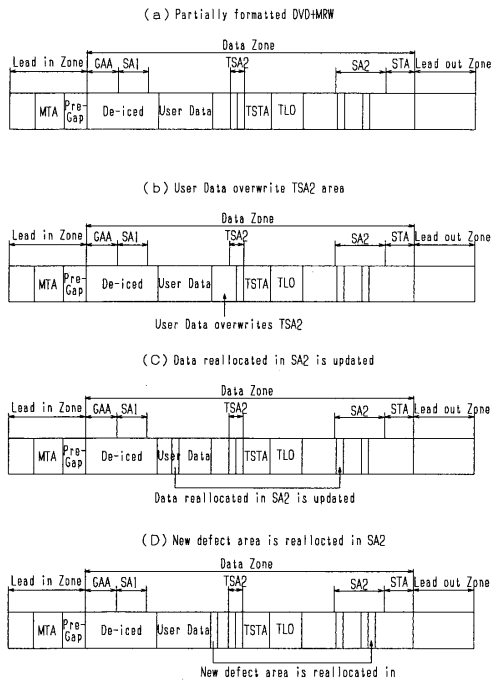 (a) Partially formatted DVD+MRW
Data Zone
Lead in Zone GAA SA1 TSA2 SA2 STA Lead out Zone
MTA Pre-Gap De-iced User Data TSTA TLO
(b) User Data overwrite TSA2 area
Data Zone
Lead in Zone GAA SA1 TSA2 SA2 STA Lead out Zone
MTA Pre-Gap De-iced User Data TSTA TLO
User Data overwrites TSA2
(C) Data reallocated in SA2 is updated
Data Zone
Lead in Zone GAA SA1 TSA2 SA2 STA Lead out Zone
MTA Pre-Gap De-iced User Data TSTA TLO
Data reallocated in SA2 is updated
(D) New defect area is reallocted in SA2
Data Zone
Lead in Zone GAA SA1 TSA2 SA2 STA Lead out Zone
MTA Pre-Gap De-iced User Data TSTA TLO
New defect area is reallocated in